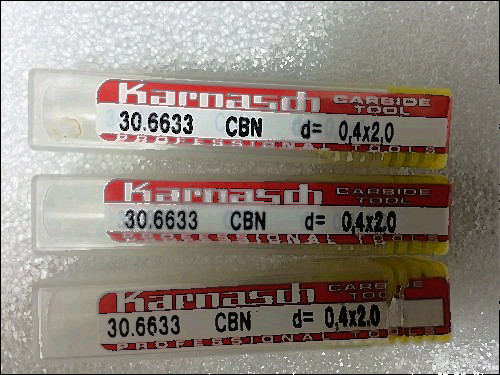 Karnasch CARBIDE TOOL
30.6633 CBN d= 0,4x2,0
PROFESSIONAL TOOLS
Karnasch CARBIDE TOOL
30.6633 CBN d= 0,4x2,0
PROFESSIONAL TOOLS
Karnasch CARBIDE TOOL
30.6633 CBN d= 0,4x2,0
PROFESSIONAL TOOLS